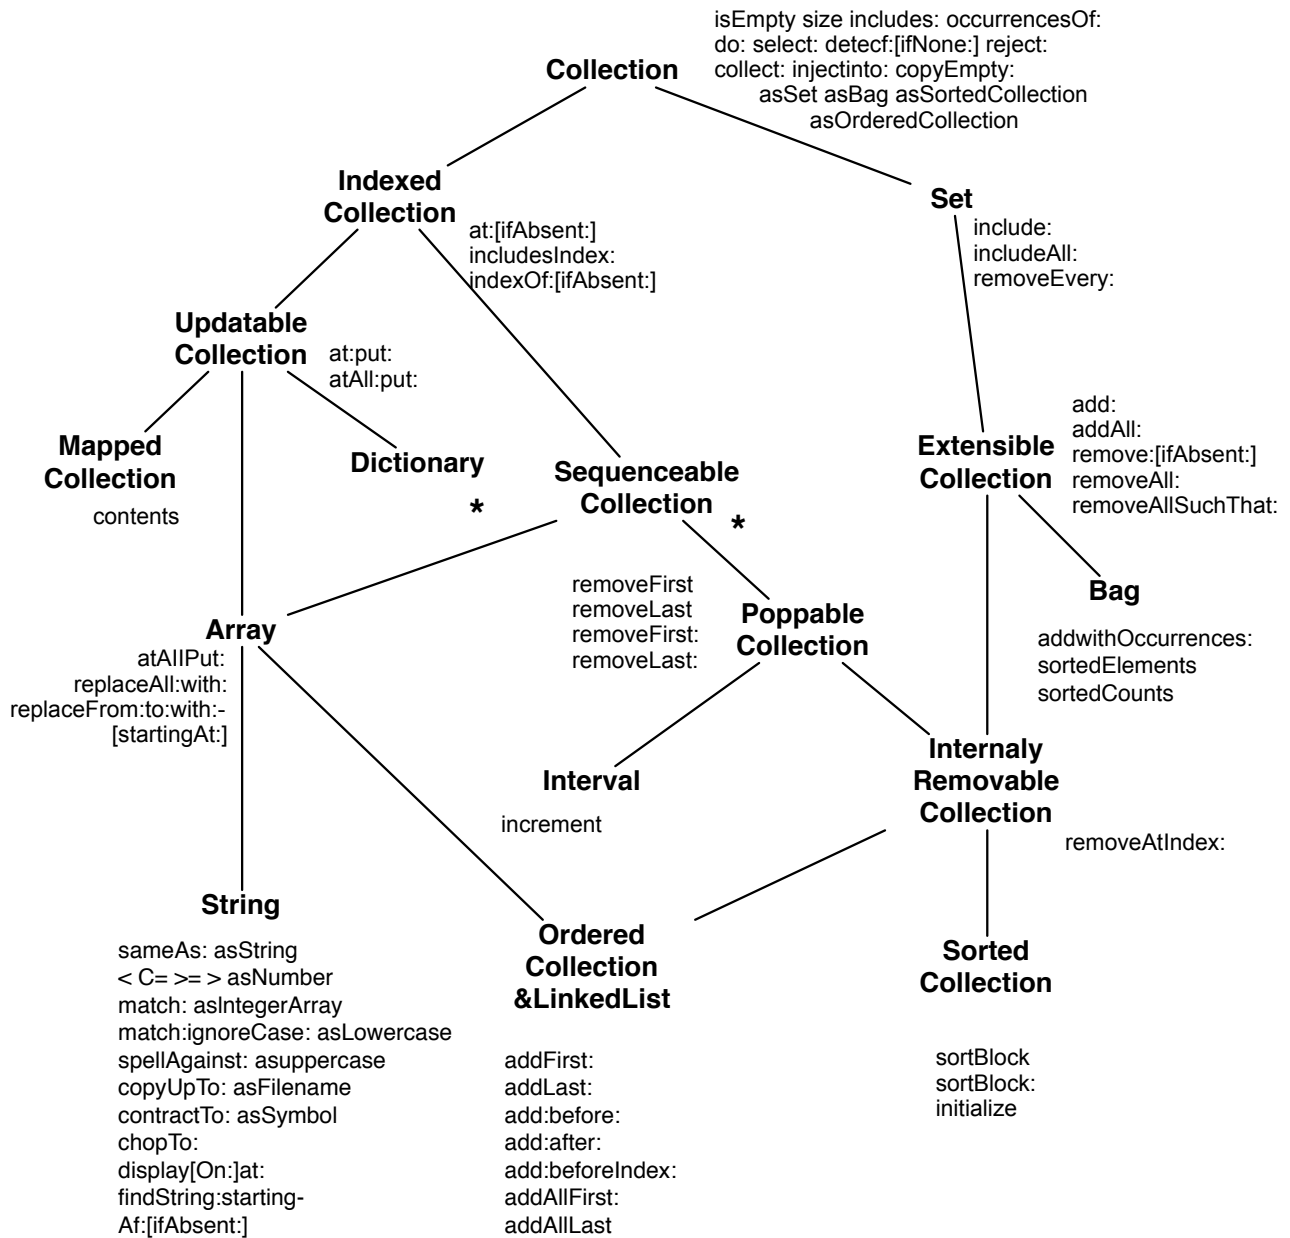 isEmpty size includes: occurrencesOf:
do: select: detecf:[ifNone:] reject:
Collection
collect: injectinto: copyEmpty:
asSet asBag asSortedCollection
asOrderedCollection
Indexed
Collection
at:[ifAbsent:]
includesIndex:
indexOf:[ifAbsent:]
Set
include:
includeAll:
removeEvery:
Updatable
Collection
at:put:
atAll:put:
Mapped
Collection
contents
Dictionary
*
Sequenceable
Collection
*
Extensible
Collection
add:
addAll:
remove:[ifAbsent:]
removeAll:
removeAllSuchThat:
Bag
addwithOccurrences:
sortedElements
sortedCounts
removeFirst
removeLast
removeFirst:
removeLast:
Poppable
Collection
Array
atAIIPut:
replaceAll:with:
replaceFrom:to:with:-
[startingAt:]
Interval
increment
Internaly
Removable
Collection
removeAtIndex:
String
sameAs: asString
< C= >= > asNumber
match: asIntegerArray
match:ignoreCase: asLowercase
spellAgainst: asuppercase
copyUpTo: asFilename
contractTo: asSymbol
chopTo:
display[On:]at:
findString:starting-
Af:[ifAbsent:]
Ordered
Collection
&LinkedList
addFirst:
addLast:
add:before:
add:after:
add:beforeIndex:
addAllFirst:
addAllLast
Sorted
Collection
sortBlock
sortBlock:
initialize